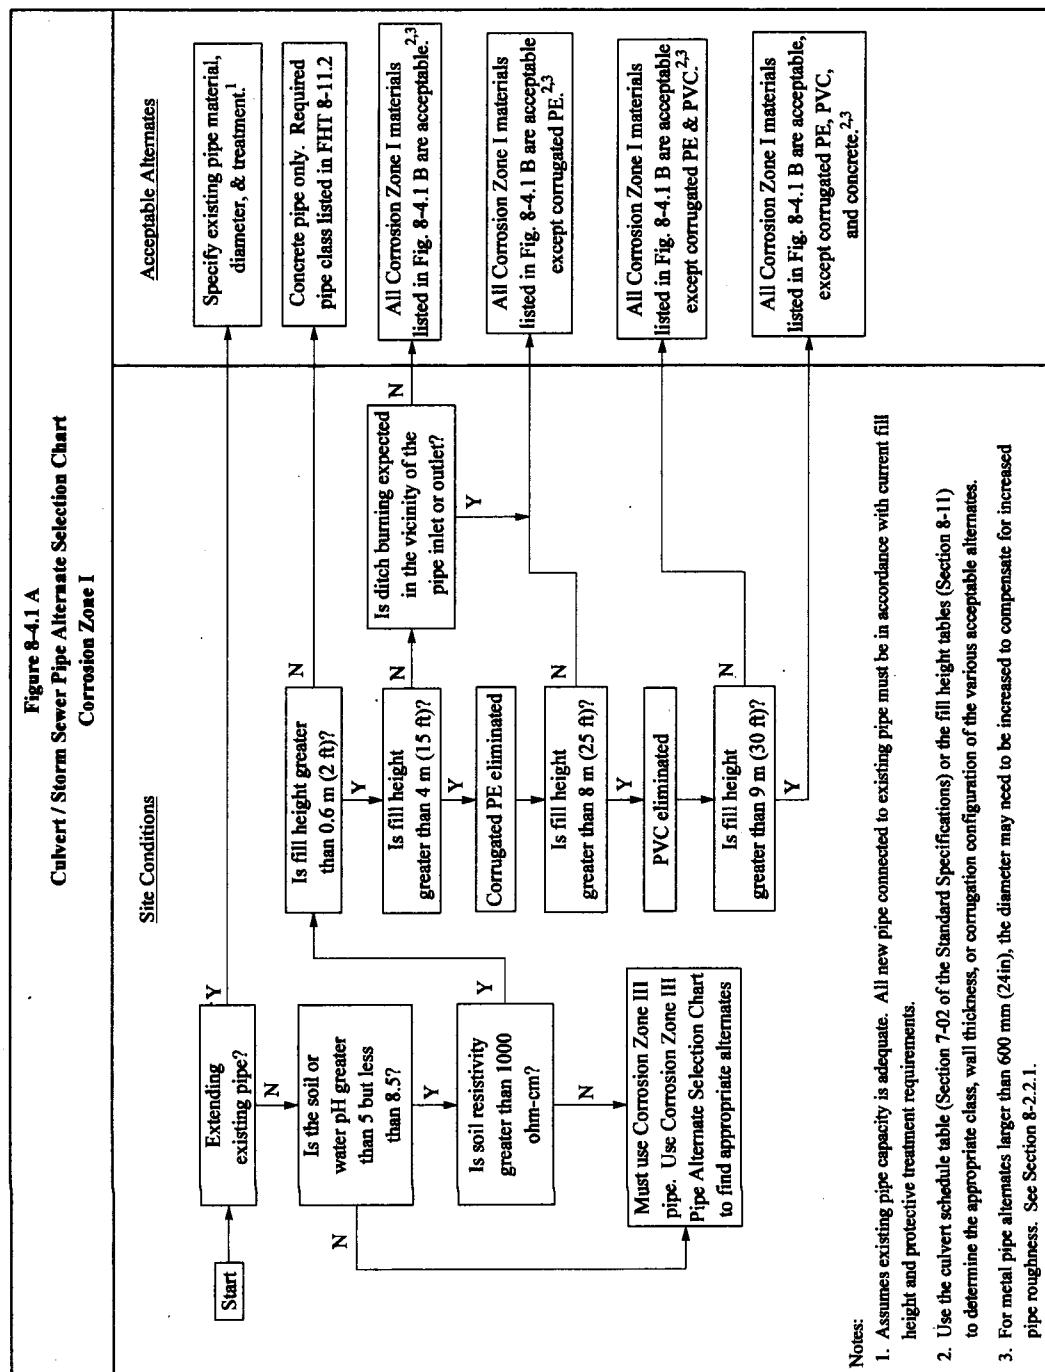 Figure 8-4.1 A
Culvert / Storm Sewer Pipe Alternate Selection Chart
Corrosion Zone I
Site Conditions
Acceptable Alternates
Start
Extending
existing pipe?
Y
N
Is the soil or
water pH greater
than 5 but less
than 8.5?
N
Y
Is soil resistivity
greater than 1000
ohm-cm?
Y
N
Must use Corrosion Zone III
pipe. Use Corrosion Zone III
Pipe Alternate Selection Chart
to find appropriate alternates
Is fill height greater
than 0.6 m (2 ft)?
N
Y
Is fill height
greater than 4 m (15 ft)?
N
Y
Corrugated PE eliminated
Is fill height
greater than 8 m (25 ft)?
N
Y
PVC eliminated
Is fill height
greater than 9 m (30 ft)?
N
Y
Is ditch burning expected
in the vicinity of the
pipe inlet or outlet?
N
Y
Specify existing pipe material,
diameter, & treatment.1
Concrete pipe only. Required
pipe class listed in FHT 8-11.2
All Corrosion Zone I materials
listed in Fig. 8-4.1 B are acceptable.2,3
All Corrosion Zone I materials
listed in Fig. 8-4.1 B are acceptable
except corrugated PE.2,3
All Corrosion Zone I materials
listed in Fig. 8-4.1 B are acceptable
except corrugated PE & PVC.2,3
All Corrosion Zone I materials
listed in Fig. 8-4.1 B are acceptable,
except corrugated PE, PVC,
and concrete.2,3
Notes:
1. Assumes existing pipe capacity is adequate. All new pipe connected to existing pipe must be in accordance with current fill
height and protective treatment requirements.
2. Use the culvert schedule table (Section 7-02 of the Standard Specifications) or the fill height tables (Section 8-11)
to determine the appropriate class, wall thickness, or corrugation configuration of the various acceptable alternates.
3. For metal pipe alternates larger than 600 mm (24in), the diameter may need to be increased to compensate for increased
pipe roughness. See Section 8-2.2.1.